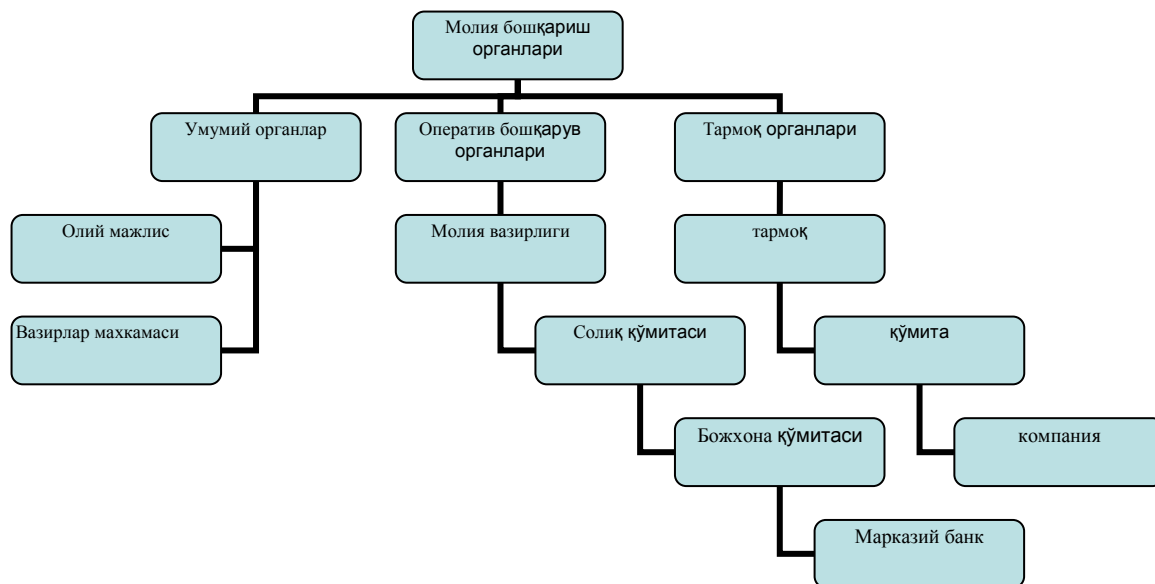 Молия бошқариш
органлари
Умумий органлар
Оператив бошқарув
органлари
Тармоқ органлари
Олий мажлис
Молия вазирлиги
тармоқ
Вазирлар махкамаси
Солиқ қўмитаси
қўмита
Божхона қўмитаси
компания
Марказий банк